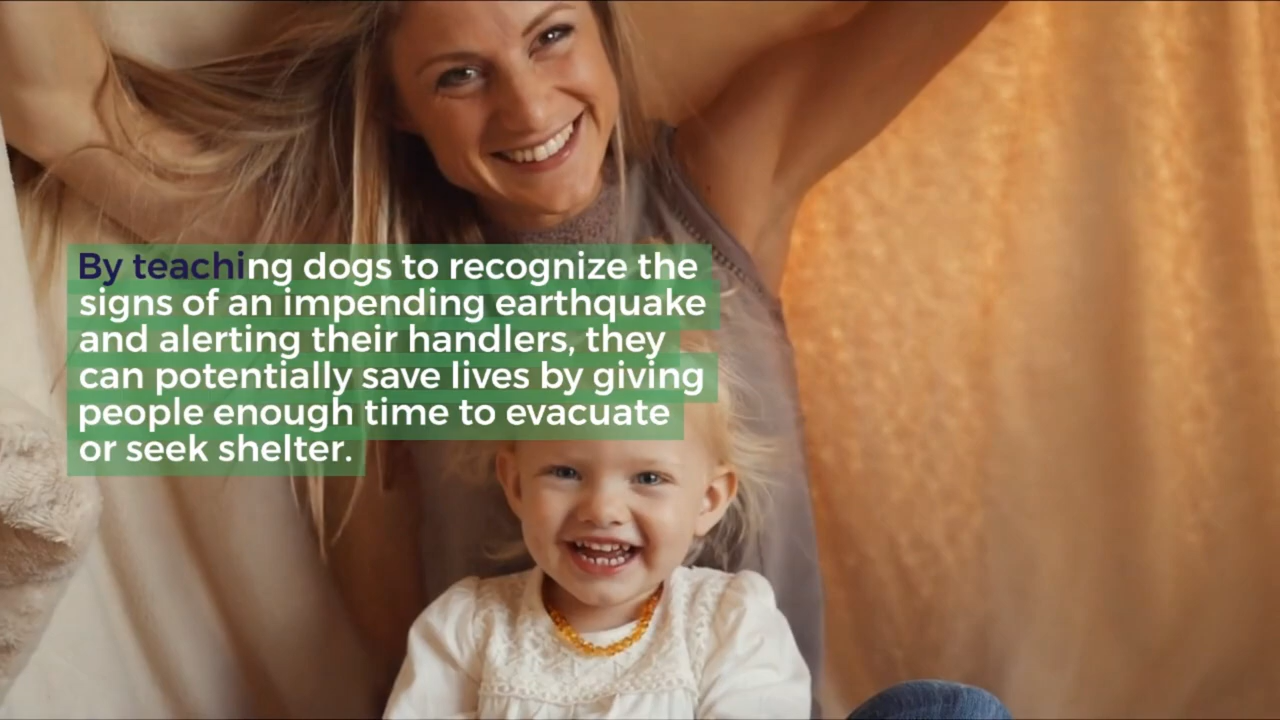 By teaching dogs to recognize the
signs of an impending earthquake
and alerting their handlers, they
can potentially save lives by giving
people enough time to evacuate
or seek shelter.